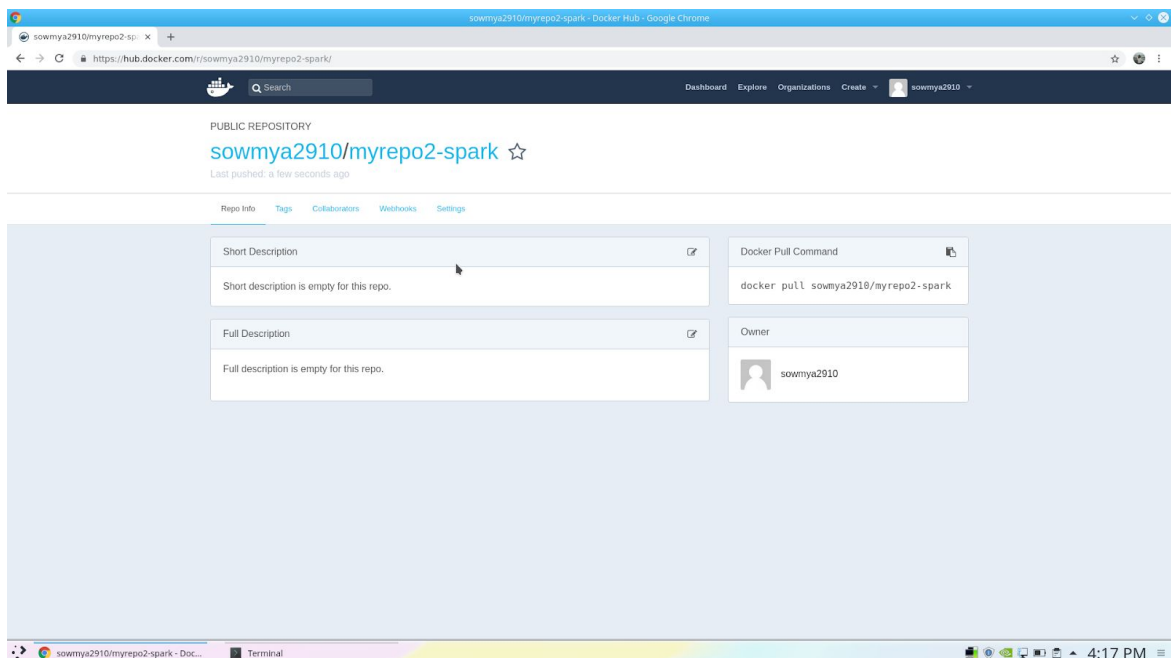 sowmya2910/myrepo2-spark - Docker Hub - Google Chrome
sowmya2910/myrepo2-sp
https://hub.docker.com/r/sowmya2910/myrepo2-spark/
Search
Dashboard Explore Organizations Create sowmya2910
PUBLIC REPOSITORY
sowmya2910/myrepo2-spark
Last pushed: a few seconds ago
Repo Info Tags Collaborators Webhooks Settings
Short Description
Short description is empty for this repo.
Full Description
Full description is empty for this repo.
Docker Pull Command
docker pull sowmya2910/myrepo2-spark
Owner
sowmya2910
sowmya2910/myrepo2-spark - Doc... Terminal 4:17 PM